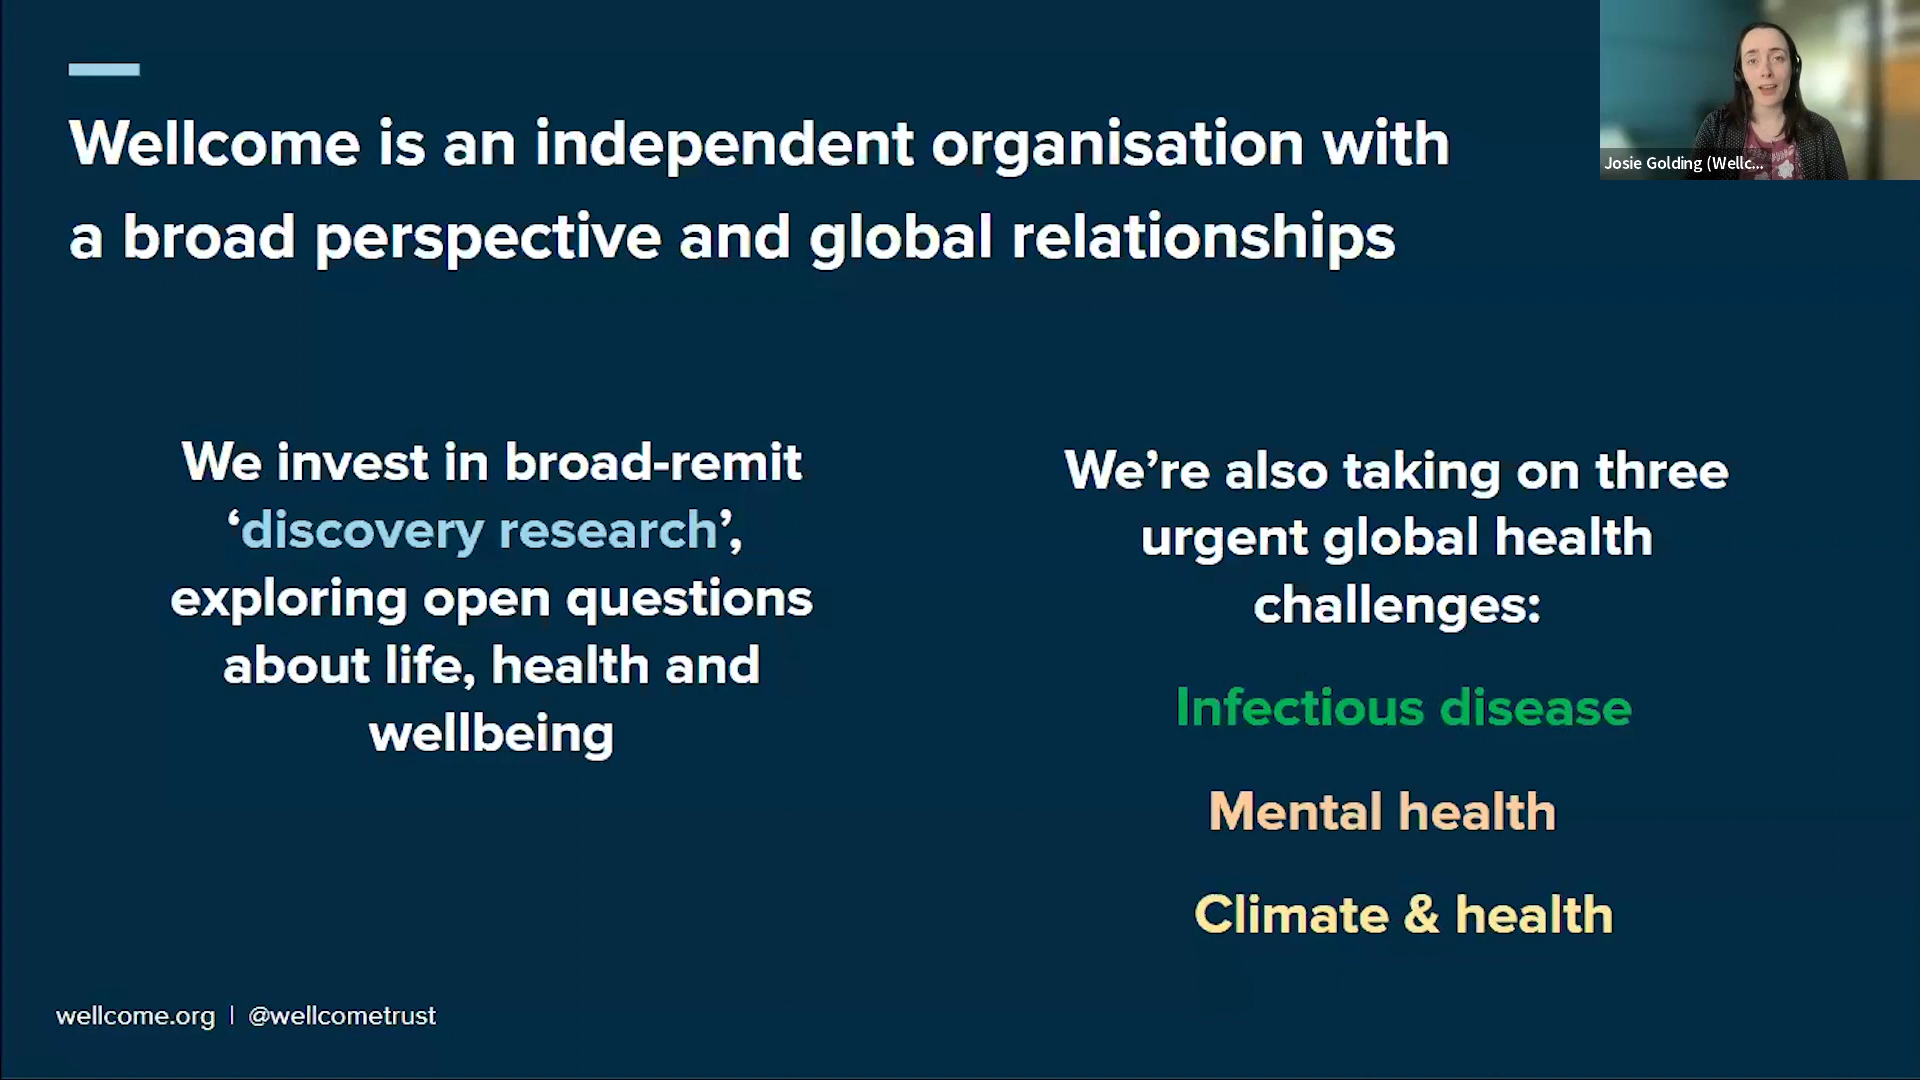 Wellcome is an independent organisation with
a broad perspective and global relationships
Josie Golding (Wellc...
We invest in broad-remit
‘discovery research’,
exploring open questions
about life, health and
wellbeing
We’re also taking on three
urgent global health
challenges:
Infectious disease
Mental health
Climate & health
wellcome.org | @wellcometrust